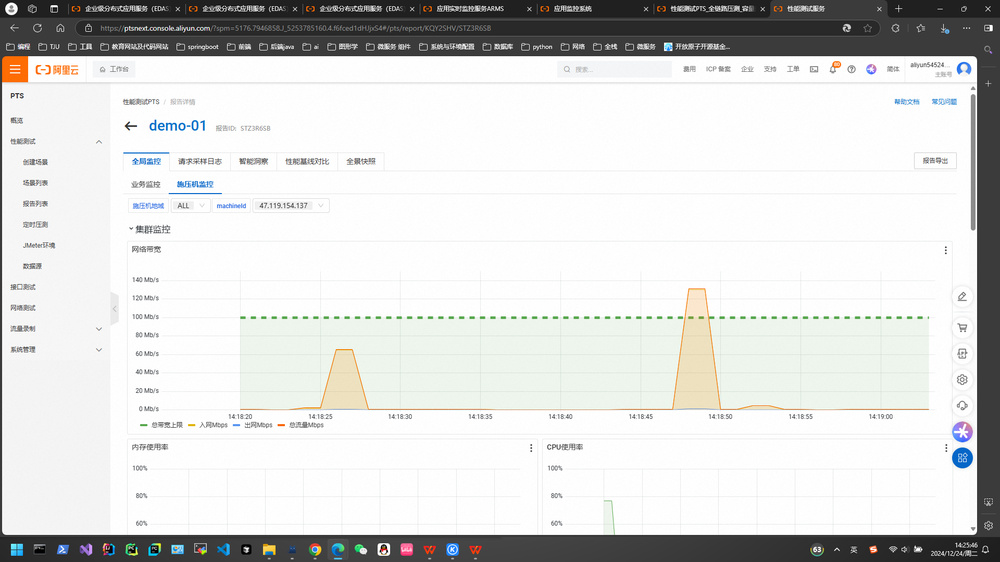 企业级分布式应用服务（EDAS）
企业级分布式应用服务（EDAS）
企业级分布式应用服务（EDAS
应用实时监控服务ARMS
应用监控系统
性能测试PTS_全链路压测_容量
性能测试服务
https://ptsnext.console.aliyun.com/?spm=5176.7946858.J_5253785160.4.f6fced1dHJjxS4#/pts/report/KQY2SHV/STZ3R6SB
编程
TJU
工具
教育网站及代码网站
springboot
前端
后端java
ai
图形学
微服务 组件
系统与环境配置
数据库
python
网络
全栈
微服务
开放原子开源基金...
阿里云
工作台
搜索...
费用
ICP 备案
企业
支持
工单
80
简体
aliyun54524...
主账号
PTS
概览
性能测试
创建场景
场景列表
报告列表
定时压测
JMeter环境
数据源
接口测试
网络测试
流量录制
系统管理
性能测试PTS / 报告详情
帮助文档
常见问题
demo-01
报告ID: STZ3R6SB
全局监控
请求采样日志
智能洞察
性能基线对比
全景快照
报告导出
业务监控
施压机监控
施压机地域
ALL
machineId
47.119.154.137
集群监控
网络带宽
140 Mb/s
120 Mb/s
100 Mb/s
80 Mb/s
60 Mb/s
40 Mb/s
20 Mb/s
0 Mb/s
14:18:20
14:18:25
14:18:30
14:18:35
14:18:40
14:18:45
14:18:50
14:18:55
14:19:00
总带宽上限
入网Mbps
出网Mbps
总流量Mbps
APP
内存使用率
100%
80%
60%
CPU使用率
100%
80%
60%
63
英
14:25:46
2024/12/24/周二